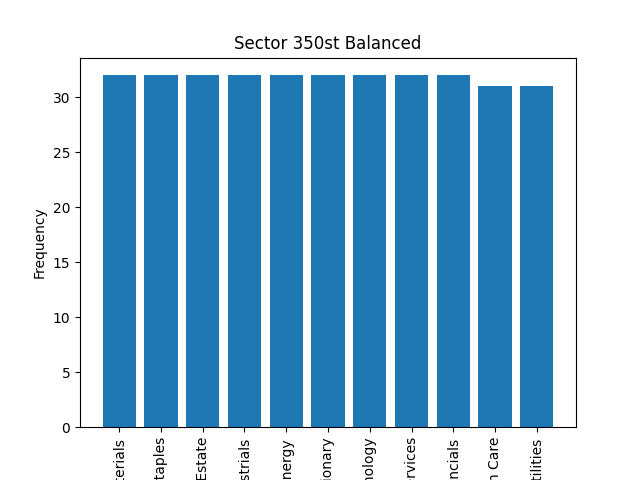 Sector 350st Balanced
Frequency
30
25
20
15
10
5
0
terials
taples
Estate
strials
nergy
ionary
nology
rvices
ncials
n Care
tilities